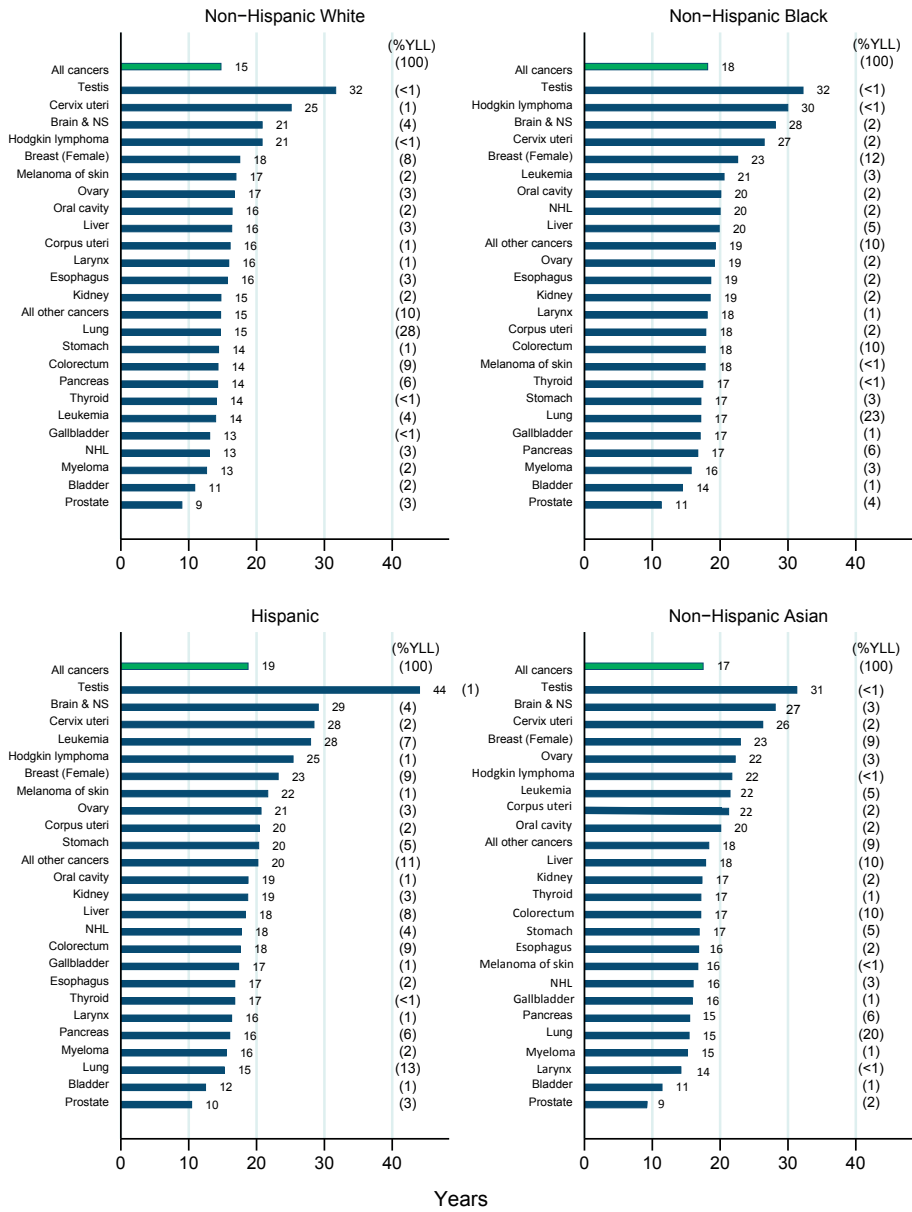 Non−Hispanic White
(%YLL)
All cancers 15 (100)
Testis 32 (<1)
Cervix uteri 25 (1)
Brain & NS 21 (4)
Hodgkin lymphoma 21 (<1)
Breast (Female) 18 (8)
Melanoma of skin 17 (2)
Ovary 17 (3)
Oral cavity 16 (2)
Liver 16 (3)
Corpus uteri 16 (1)
Larynx 16 (1)
Esophagus 16 (3)
Kidney 15 (2)
All other cancers 15 (10)
Lung 15 (28)
Stomach 14 (1)
Colorectum 14 (9)
Pancreas 14 (6)
Thyroid 14 (<1)
Leukemia 14 (4)
Gallbladder 13 (<1)
NHL 13 (3)
Myeloma 13 (2)
Bladder 11 (2)
Prostate 9 (3)
0 10 20 30 40
Non−Hispanic Black
(%YLL)
All cancers 18 (100)
Testis 32 (<1)
Hodgkin lymphoma 30 (<1)
Brain & NS 28 (2)
Cervix uteri 27 (2)
Breast (Female) 23 (12)
Leukemia 21 (3)
Oral cavity 20 (2)
NHL 20 (2)
Liver 20 (5)
All other cancers 19 (10)
Ovary 19 (2)
Esophagus 19 (2)
Kidney 19 (2)
Larynx 18 (1)
Corpus uteri 18 (2)
Colorectum 18 (10)
Melanoma of skin 18 (<1)
Thyroid 17 (<1)
Stomach 17 (3)
Lung 17 (23)
Gallbladder 17 (1)
Pancreas 17 (6)
Myeloma 16 (3)
Bladder 14 (1)
Prostate 11 (4)
0 10 20 30 40
Hispanic
(%YLL)
All cancers 19 (100)
Testis 44 (1)
Brain & NS 29 (4)
Cervix uteri 28 (2)
Leukemia 28 (7)
Hodgkin lymphoma 25 (1)
Breast (Female) 23 (9)
Melanoma of skin 22 (1)
Ovary 21 (3)
Corpus uteri 20 (2)
Stomach 20 (5)
All other cancers 20 (11)
Oral cavity 19 (1)
Kidney 19 (3)
Liver 18 (8)
NHL 18 (4)
Colorectum 18 (9)
Gallbladder 17 (1)
Esophagus 17 (2)
Thyroid 17 (<1)
Larynx 16 (1)
Pancreas 16 (6)
Myeloma 16 (2)
Lung 15 (13)
Bladder 12 (1)
Prostate 10 (3)
0 10 20 30 40
Non−Hispanic Asian
(%YLL)
All cancers 17 (100)
Testis 31 (<1)
Brain & NS 27 (3)
Cervix uteri 26 (2)
Breast (Female) 23 (9)
Ovary 22 (3)
Hodgkin lymphoma 22 (<1)
Leukemia 22 (5)
Corpus uteri 22 (2)
Oral cavity 20 (2)
All other cancers 18 (9)
Liver 18 (10)
Kidney 17 (2)
Thyroid 17 (1)
Colorectum 17 (10)
Stomach 17 (5)
Esophagus 16 (2)
Melanoma of skin 16 (<1)
NHL 16 (3)
Gallbladder 16 (1)
Pancreas 15 (6)
Lung 15 (20)
Myeloma 15 (1)
Larynx 14 (<1)
Bladder 11 (1)
Prostate 9 (2)
0 10 20 30 40
Years